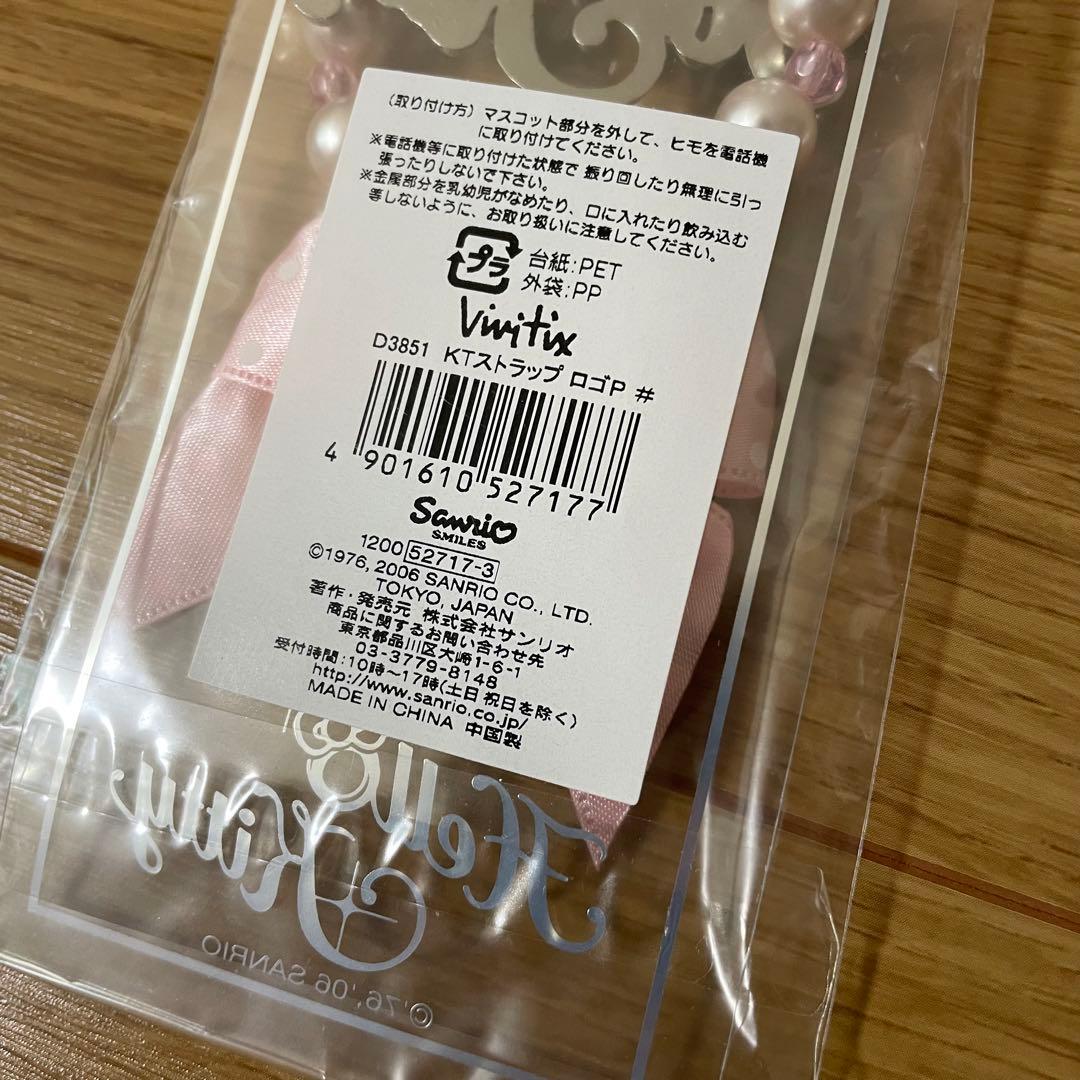 (取り付け方) マスコット部分を外して、ヒモを電話機
に取り付けてください。
※電話機等に取り付けた状態で 振り回したり無理に引っ
張ったりしないで下さい。
※金属部分を乳幼児がなめたり、口に入れたり飲み込む
等しないように、お取り扱いに注意してください。
プラ
台紙:PET
外袋:PP
Vivitix
D3851 KTストラップ ロゴP #
4 901610 527177
Sanrio
SMILES
1200 52717-3
©1976, 2006 SANRIO CO., LTD.
TOKYO, JAPAN
著作・発売元 株式会社サンリオ
商品に関するお問い合わせ先
東京都品川区大崎1-6-1
03-3779-8148
受付時間:10時〜17時(土日 祝日を除く)
http://www.sanrio.co.jp/
MADE IN CHINA 中国製
Hello
Kitty
©'76, '06 SANRIO